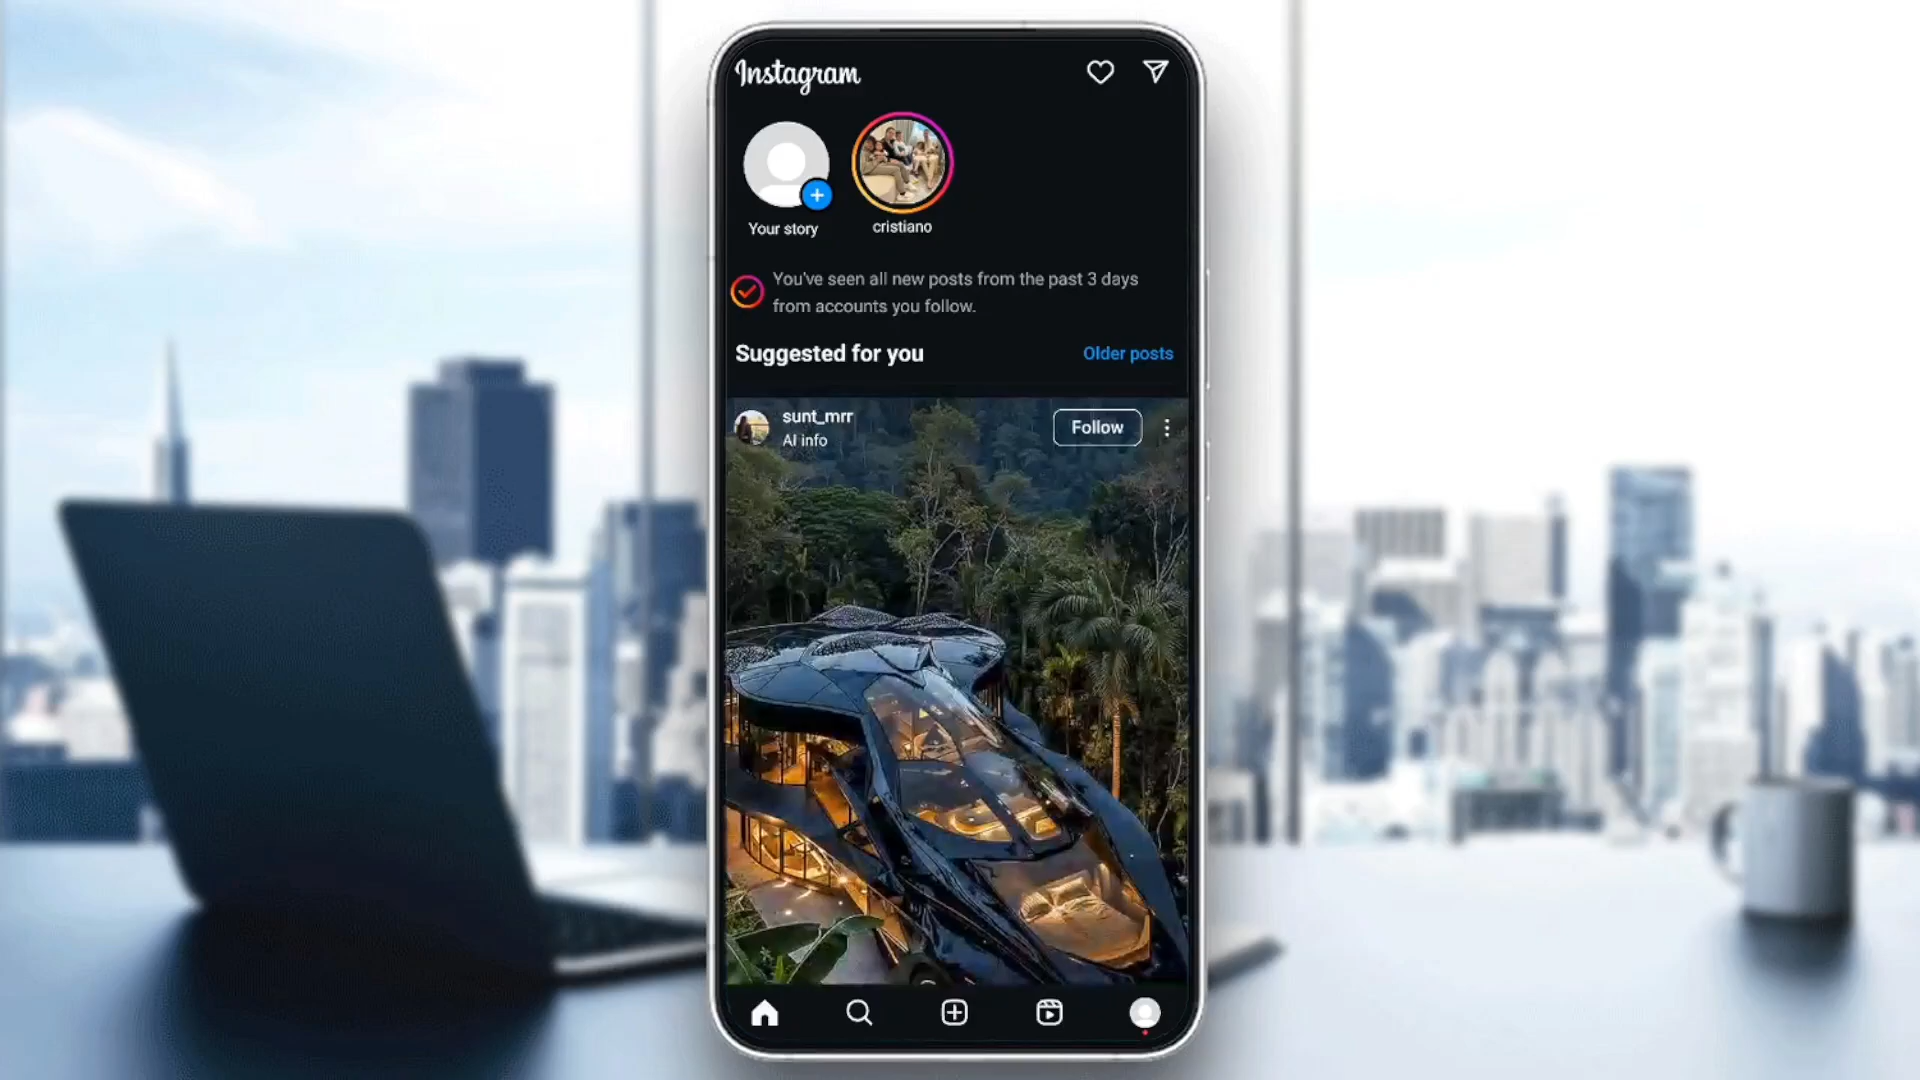 Instagram
Your story
cristiano
You've seen all new posts from the past 3 days
from accounts you follow.
Suggested for you
Older posts
sunt_mrr
AI info
Follow